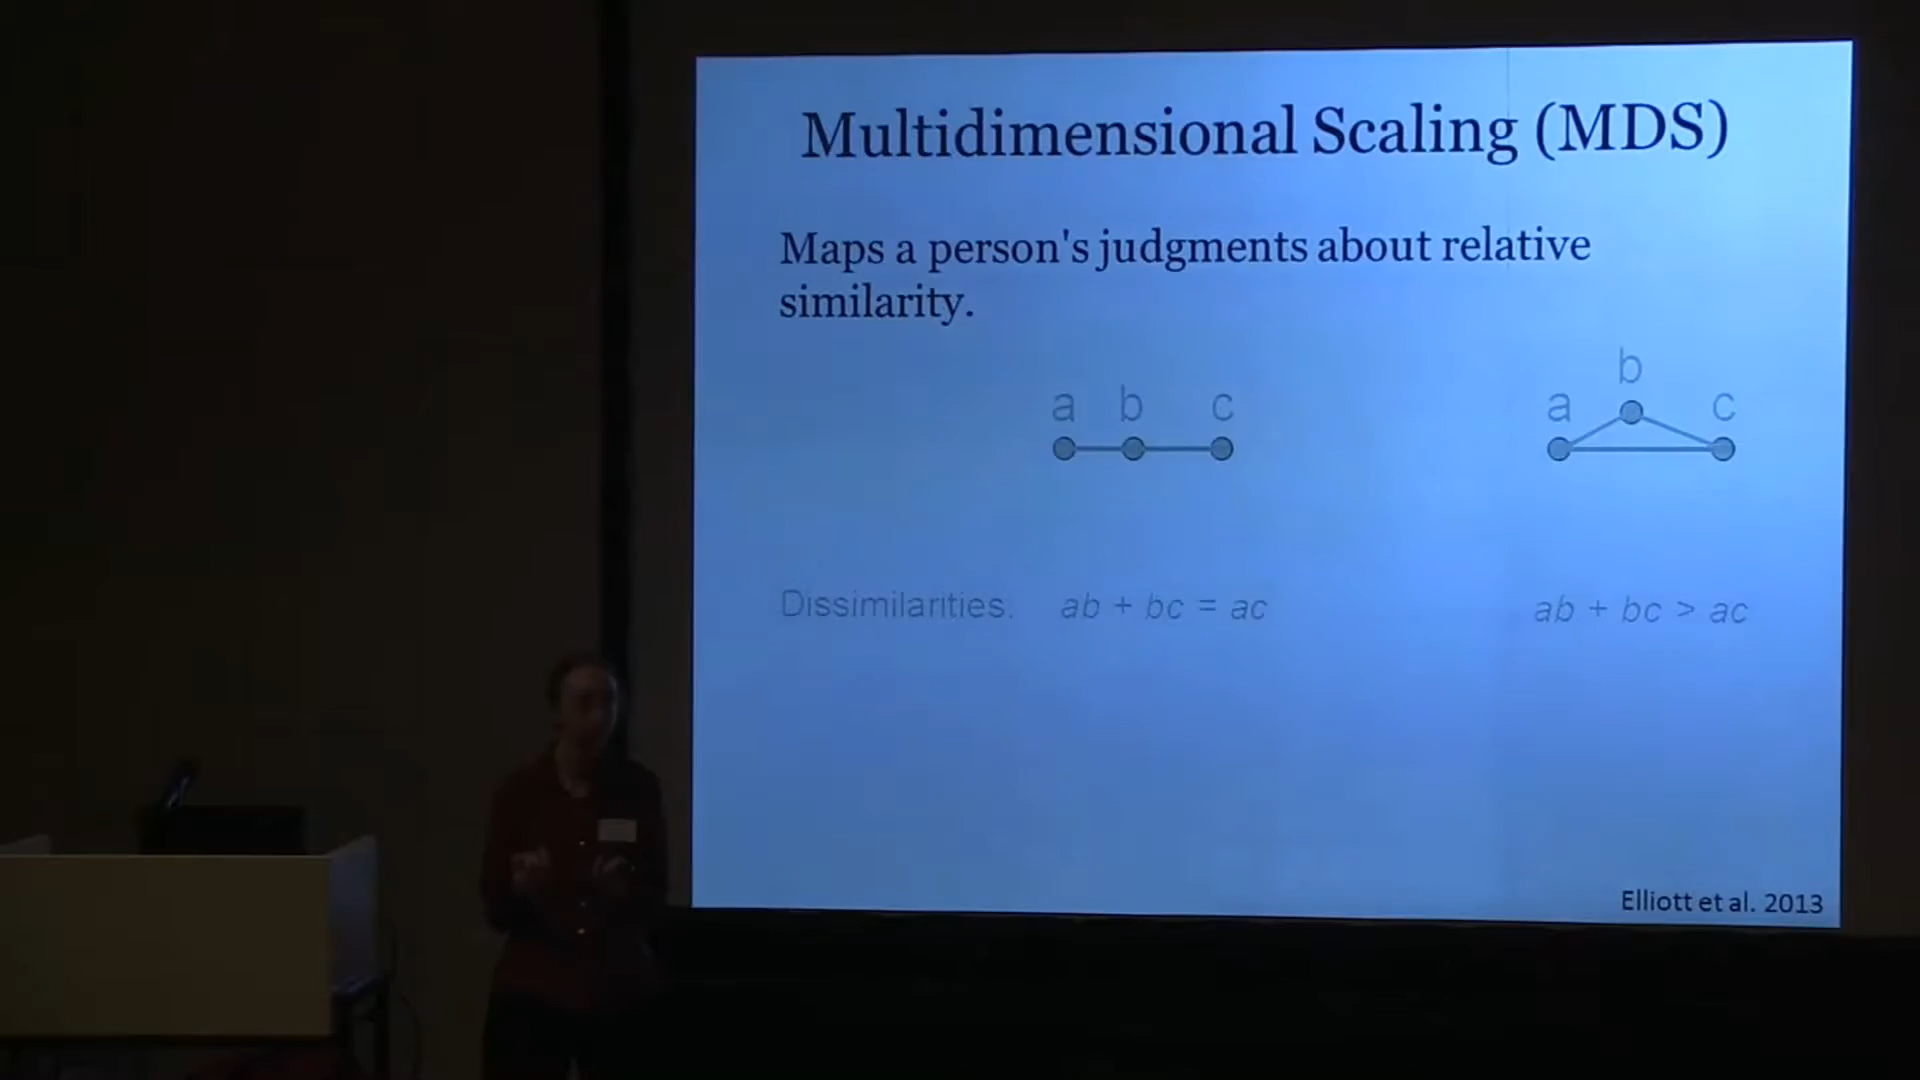 Multidimensional Scaling (MDS)
Maps a person's judgments about relative
similarity.
a b c
b
a c
Dissimilarities: ab + bc = ac
ab + bc > ac
Elliott et al. 2013